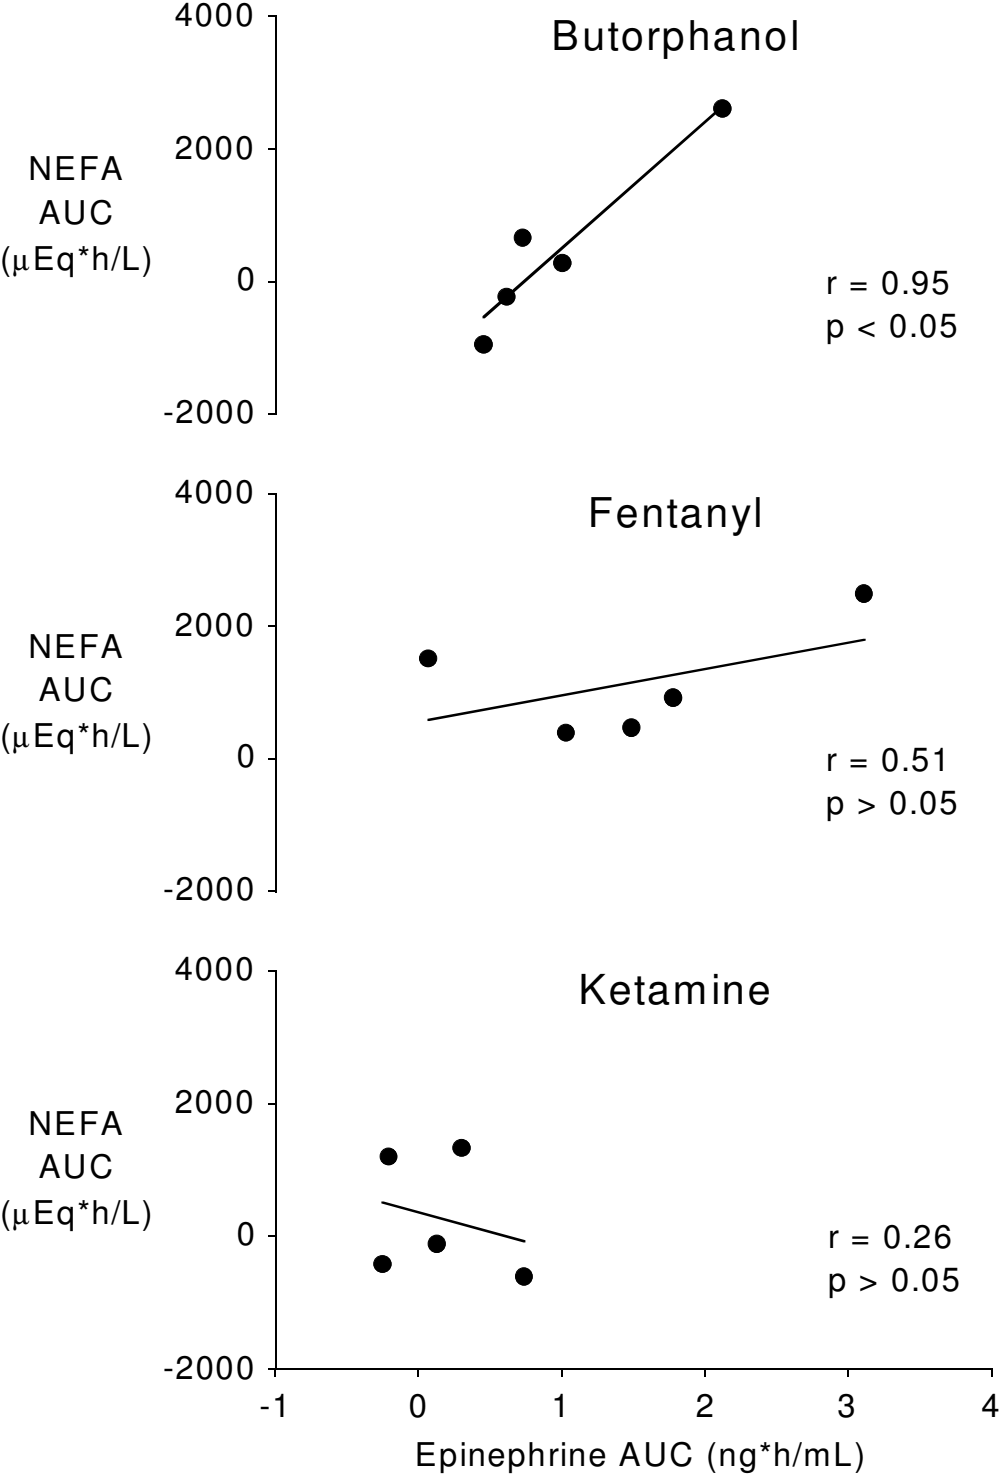 Butorphanol
4000
2000
0
-2000
NEFA
AUC
(μEq*h/L)
r = 0.95
p < 0.05
Fentanyl
4000
2000
0
-2000
NEFA
AUC
(μEq*h/L)
r = 0.51
p > 0.05
Ketamine
4000
2000
0
-2000
NEFA
AUC
(μEq*h/L)
r = 0.26
p > 0.05
-1 0 1 2 3 4
Epinephrine AUC (ng*h/mL)